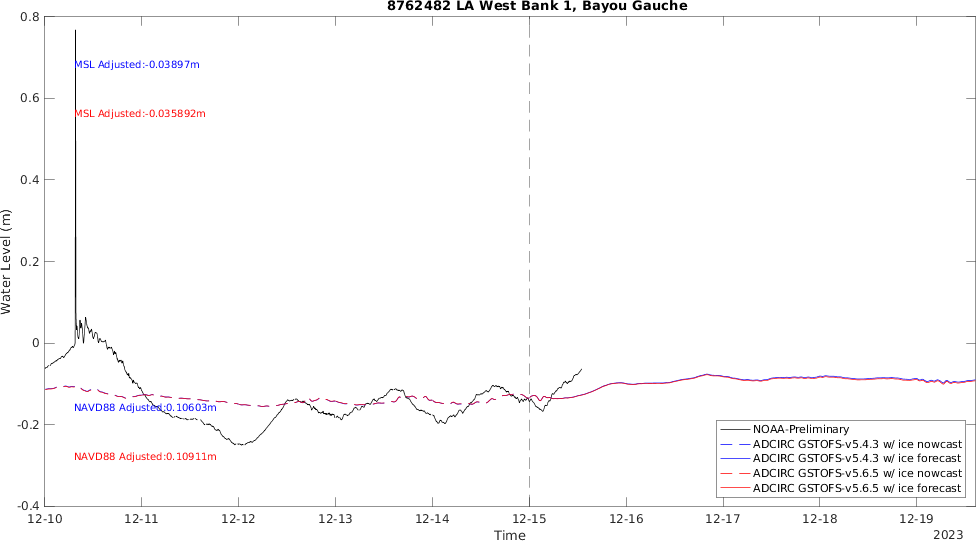 8762482 LA West Bank 1, Bayou Gauche
Water Level (m)
0.8
0.6
0.4
0.2
0
-0.2
-0.4
MSL Adjusted:-0.03897m
MSL Adjusted:-0.035892m
NAVD88 Adjusted:0.10603m
NAVD88 Adjusted:0.10911m
NOAA-Preliminary
ADCIRC GSTOFS-v5.4.3 w/ ice nowcast
ADCIRC GSTOFS-v5.4.3 w/ ice forecast
ADCIRC GSTOFS-v5.6.5 w/ ice nowcast
ADCIRC GSTOFS-v5.6.5 w/ ice forecast
12-10 12-11 12-12 12-13 12-14 12-15 12-16 12-17 12-18 12-19
Time
2023